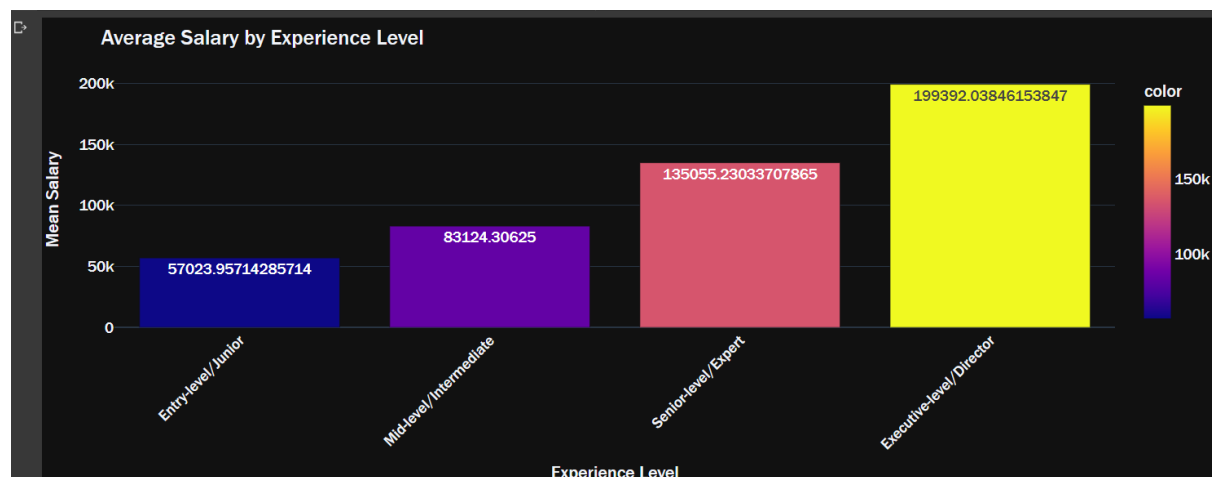 Average Salary by Experience Level
200k
150k
100k
50k
0
Mean Salary
57023.95714285714
83124.30625
135055.23033707865
199392.03846153847
Entry-level/Junior
Mid-level/Intermediate
Senior-level/Expert
Executive-level/Director
Experience Level
color
150k
100k